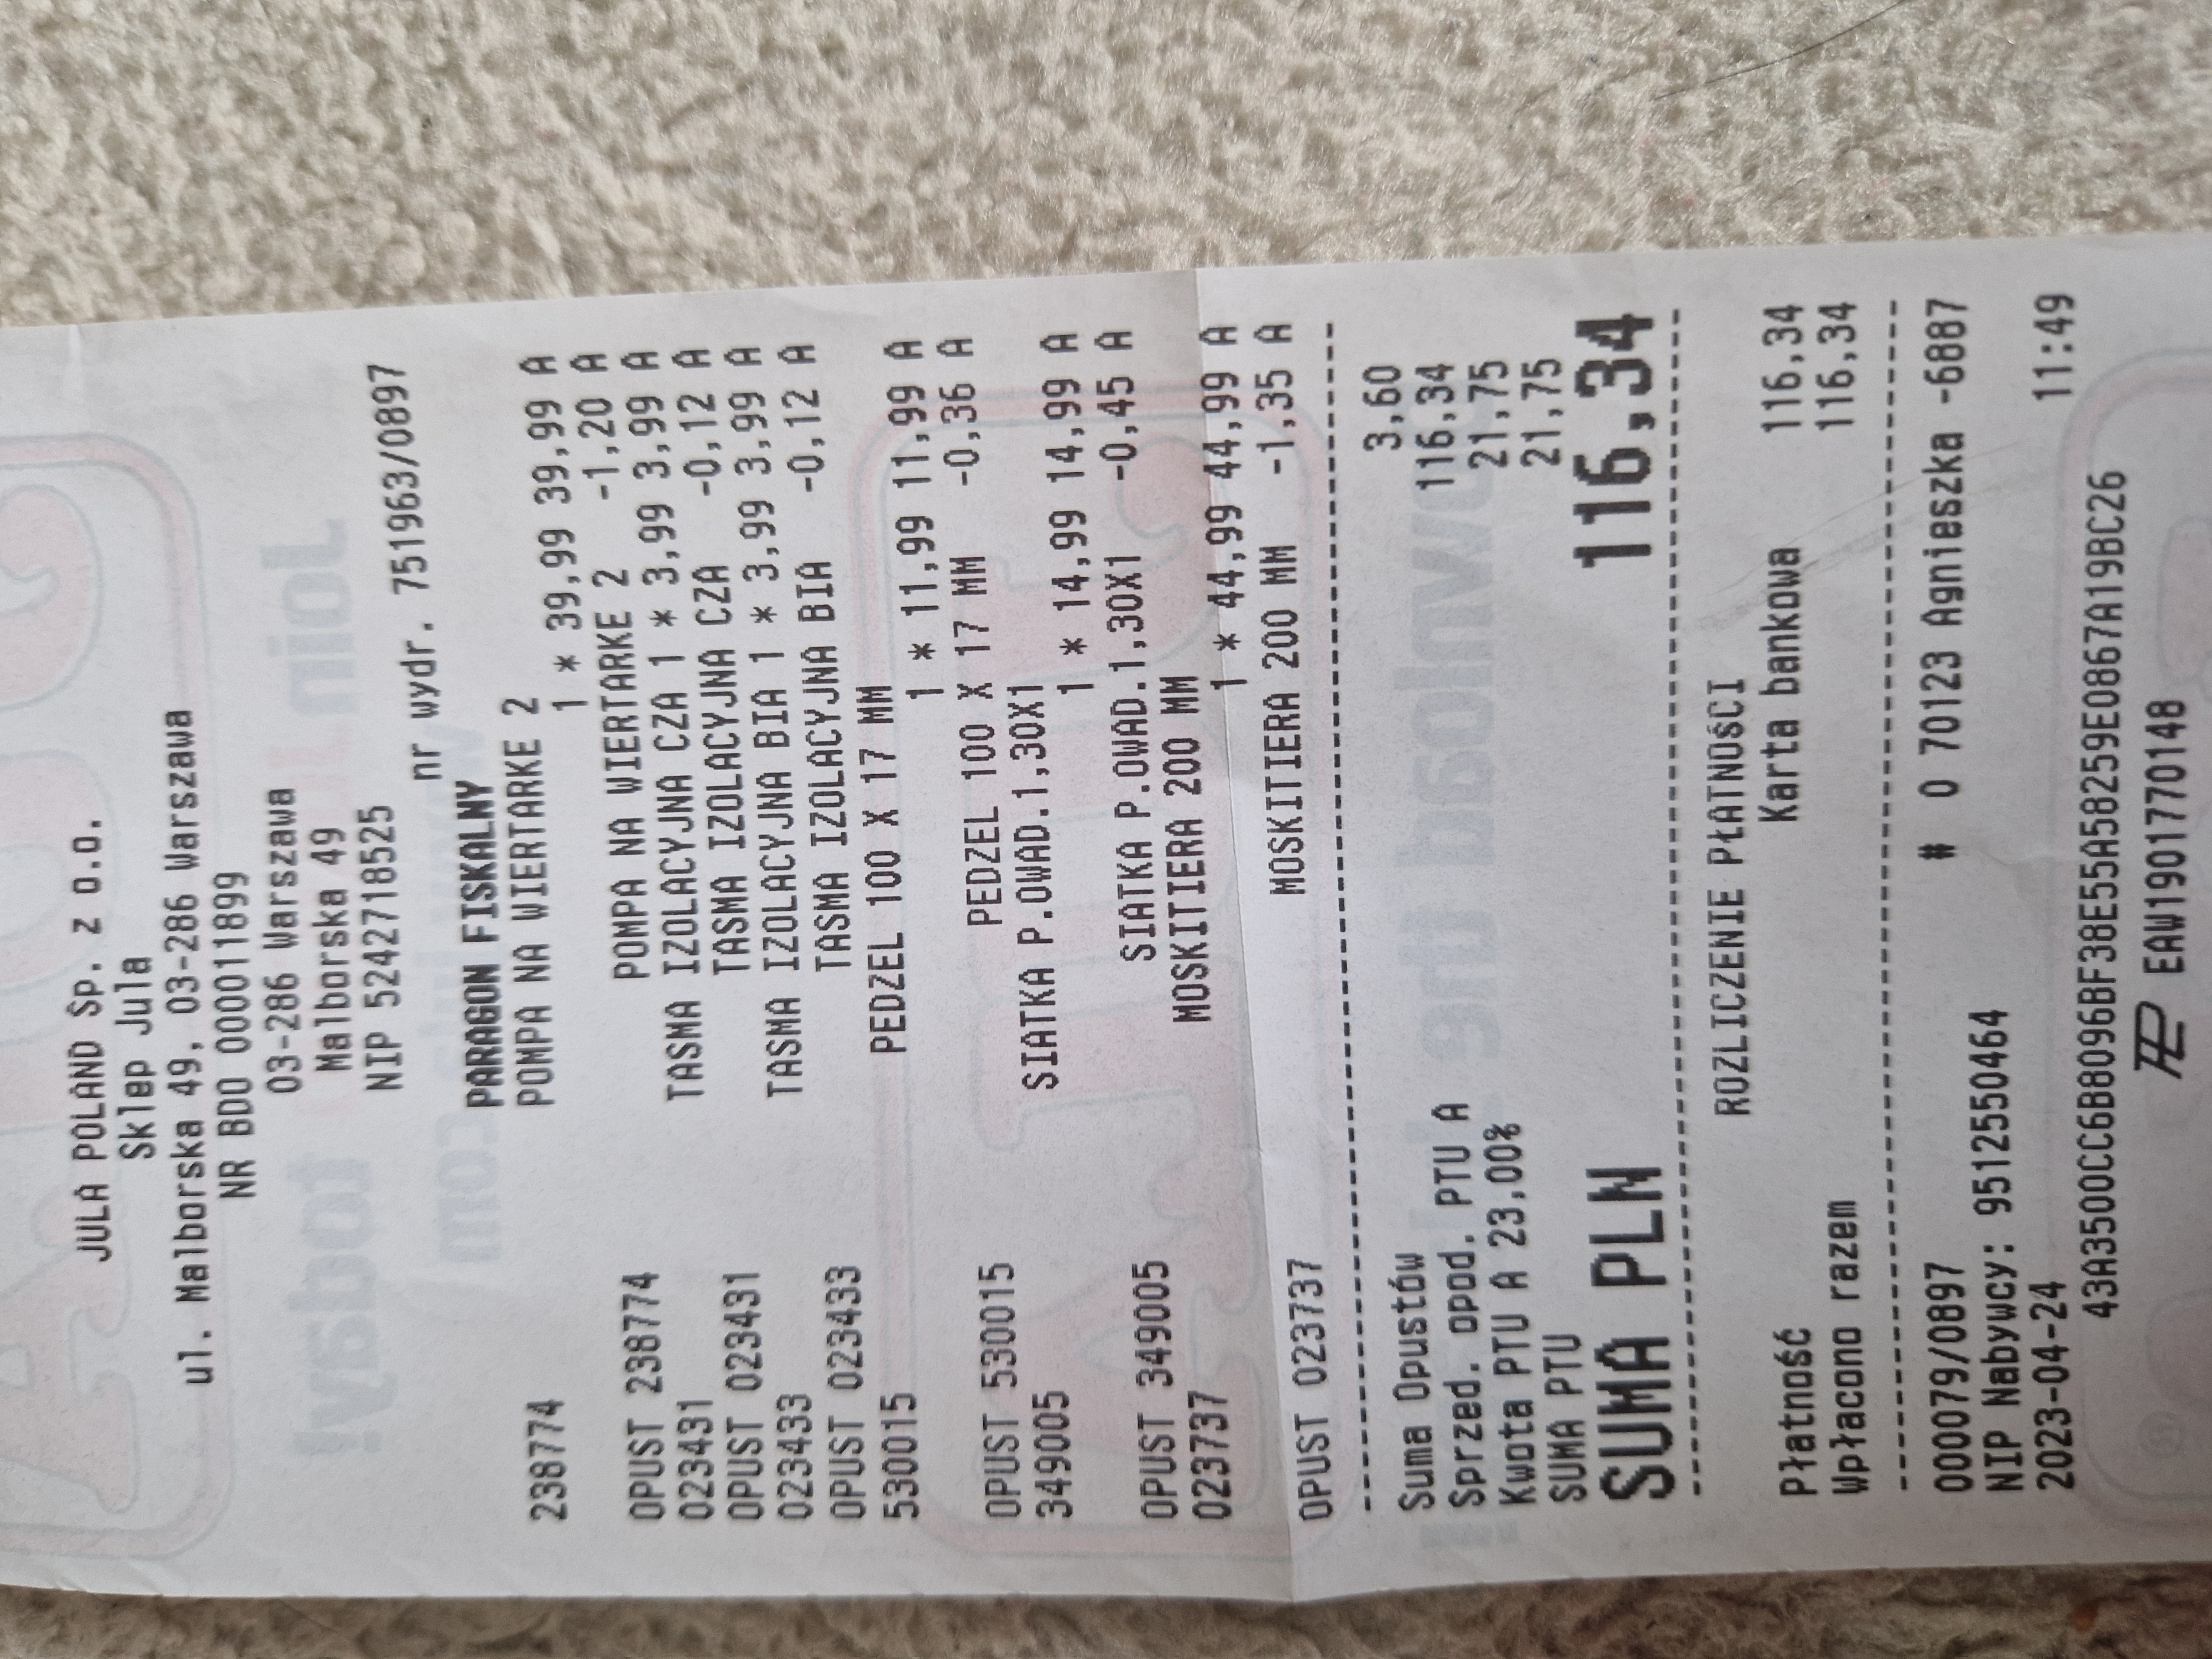 JULA POLAND Sp. z o.o.
Sklep Jula
ul. Malborska 49, 03-286 Warszawa
NR BDO 000011899
03-286 Warszawa
Malborska 49
NIP 5242718525
nr wydr. 751963/0897
PARAGON FISKALNY
238774 POMPA NA WIERTARKE 2
1 * 39,99 39,99 A
OPUST 238774 POMPA NA WIERTARKE 2 -1,20 A
023431 TASMA IZOLACYJNA CZA 1 * 3,99 3,99 A
OPUST 023431 TASMA IZOLACYJNA CZA -0,12 A
023433 TASMA IZOLACYJNA BIA 1 * 3,99 3,99 A
OPUST 023433 TASMA IZOLACYJNA BIA -0,12 A
530015 PEDZEL 100 X 17 MM
1 * 11,99 11,99 A
OPUST 530015 PEDZEL 100 X 17 MM -0,36 A
349005 SIATKA P.OWAD.1,30X1
1 * 14,99 14,99 A
OPUST 349005 SIATKA P.OWAD.1,30X1 -0,45 A
023737 MOSKITIERA 200 MM
1 * 44,99 44,99 A
OPUST 023737 MOSKITIERA 200 MM -1,35 A
Suma Opustów 3,60
Sprzed. opod. PTU A 116,34
Kwota PTU A 23,00% 21,75
SUMA PTU 21,75
SUMA PLN 116,34
ROZLICZENIE PŁATNOŚCI
Płatność Karta bankowa 116,34
Wpłacono razem 116,34
000079/0897 # 0 70123 Agnieszka -6887
NIP Nabywcy: 9512550464
2023-04-24 11:49
43A3500CC6B8096BF38E55A58259E0867A19BC26
EAW1901770148